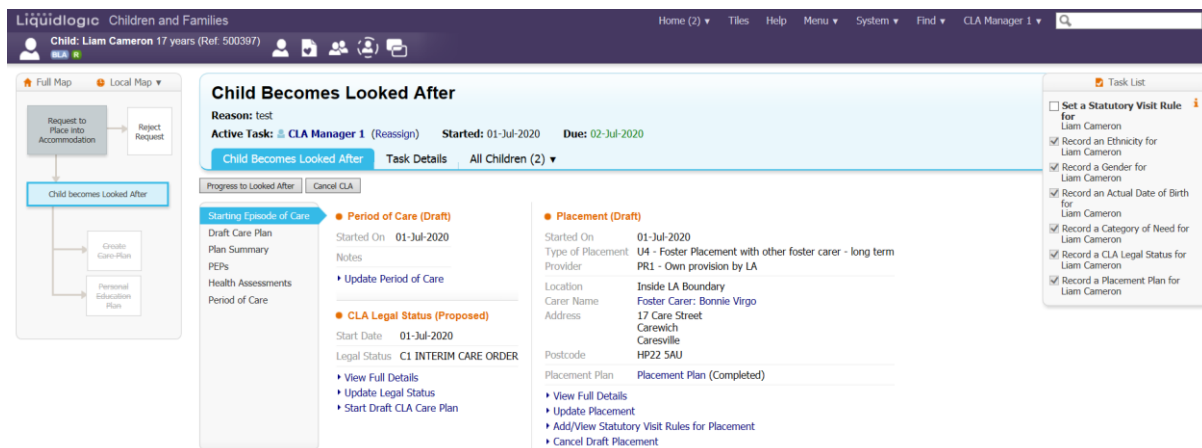 Liquidlogic Children and Families
Home (2) ▾ Tiles Help Menu ▾ System ▾ Find ▾ CLA Manager 1 ▾
Child: Liam Cameron 17 years (Ref: 500397)
BLA R
Full Map Local Map ▾
Request to
Place into
Accommodation
Reject
Request
Child becomes Looked After
Create
Care Plan
Personal
Education
Plan
Child Becomes Looked After
Reason: test
Active Task: CLA Manager 1 (Reassign) Started: 01-Jul-2020 Due: 02-Jul-2020
Child Becomes Looked After Task Details All Children (2) ▾
Progress to Looked After Cancel CLA
Starting Episode of Care
Draft Care Plan
Plan Summary
PEPs
Health Assessments
Period of Care
Period of Care (Draft)
Started On 01-Jul-2020
Notes
Update Period of Care
CLA Legal Status (Proposed)
Start Date 01-Jul-2020
Legal Status C1 INTERIM CARE ORDER
View Full Details
Update Legal Status
Start Draft CLA Care Plan
Placement (Draft)
Started On 01-Jul-2020
Type of Placement U4 - Foster Placement with other foster carer - long term
Provider PR1 - Own provision by LA
Location Inside LA Boundary
Carer Name Foster Carer: Bonnie Virgo
Address 17 Care Street
Carewich
Caresville
Postcode HP22 5AU
Placement Plan Placement Plan (Completed)
View Full Details
Update Placement
Add/View Statutory Visit Rules for Placement
Cancel Draft Placement
Task List
Set a Statutory Visit Rule
for
Liam Cameron
Record an Ethnicity for
Liam Cameron
Record a Gender for
Liam Cameron
Record an Actual Date of Birth
for
Liam Cameron
Record a Category of Need for
Liam Cameron
Record a CLA Legal Status for
Liam Cameron
Record a Placement Plan for
Liam Cameron